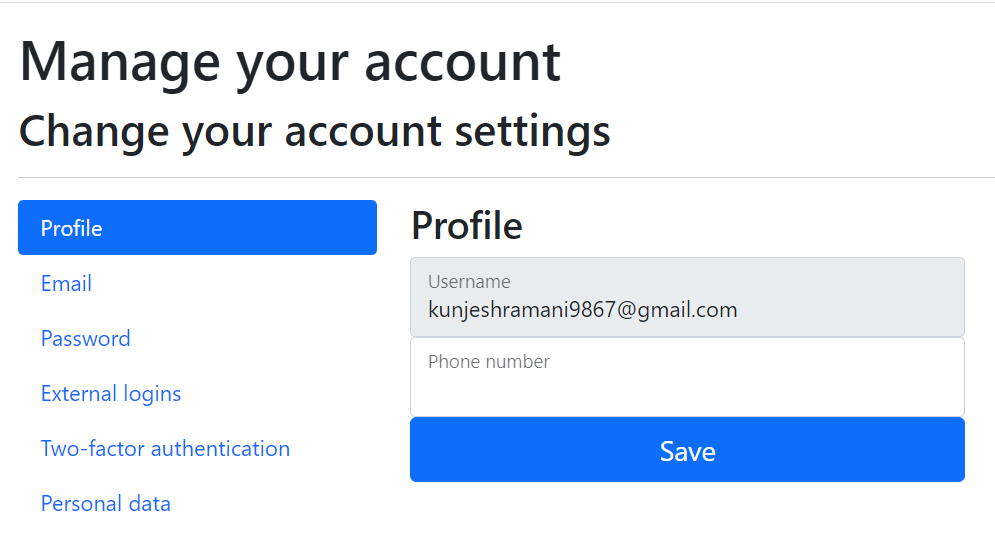 Manage your account
Change your account settings
Profile
Email
Password
External logins
Two-factor authentication
Personal data
Profile
Username
kunjeshramani9867@gmail.com
Phone number
Save